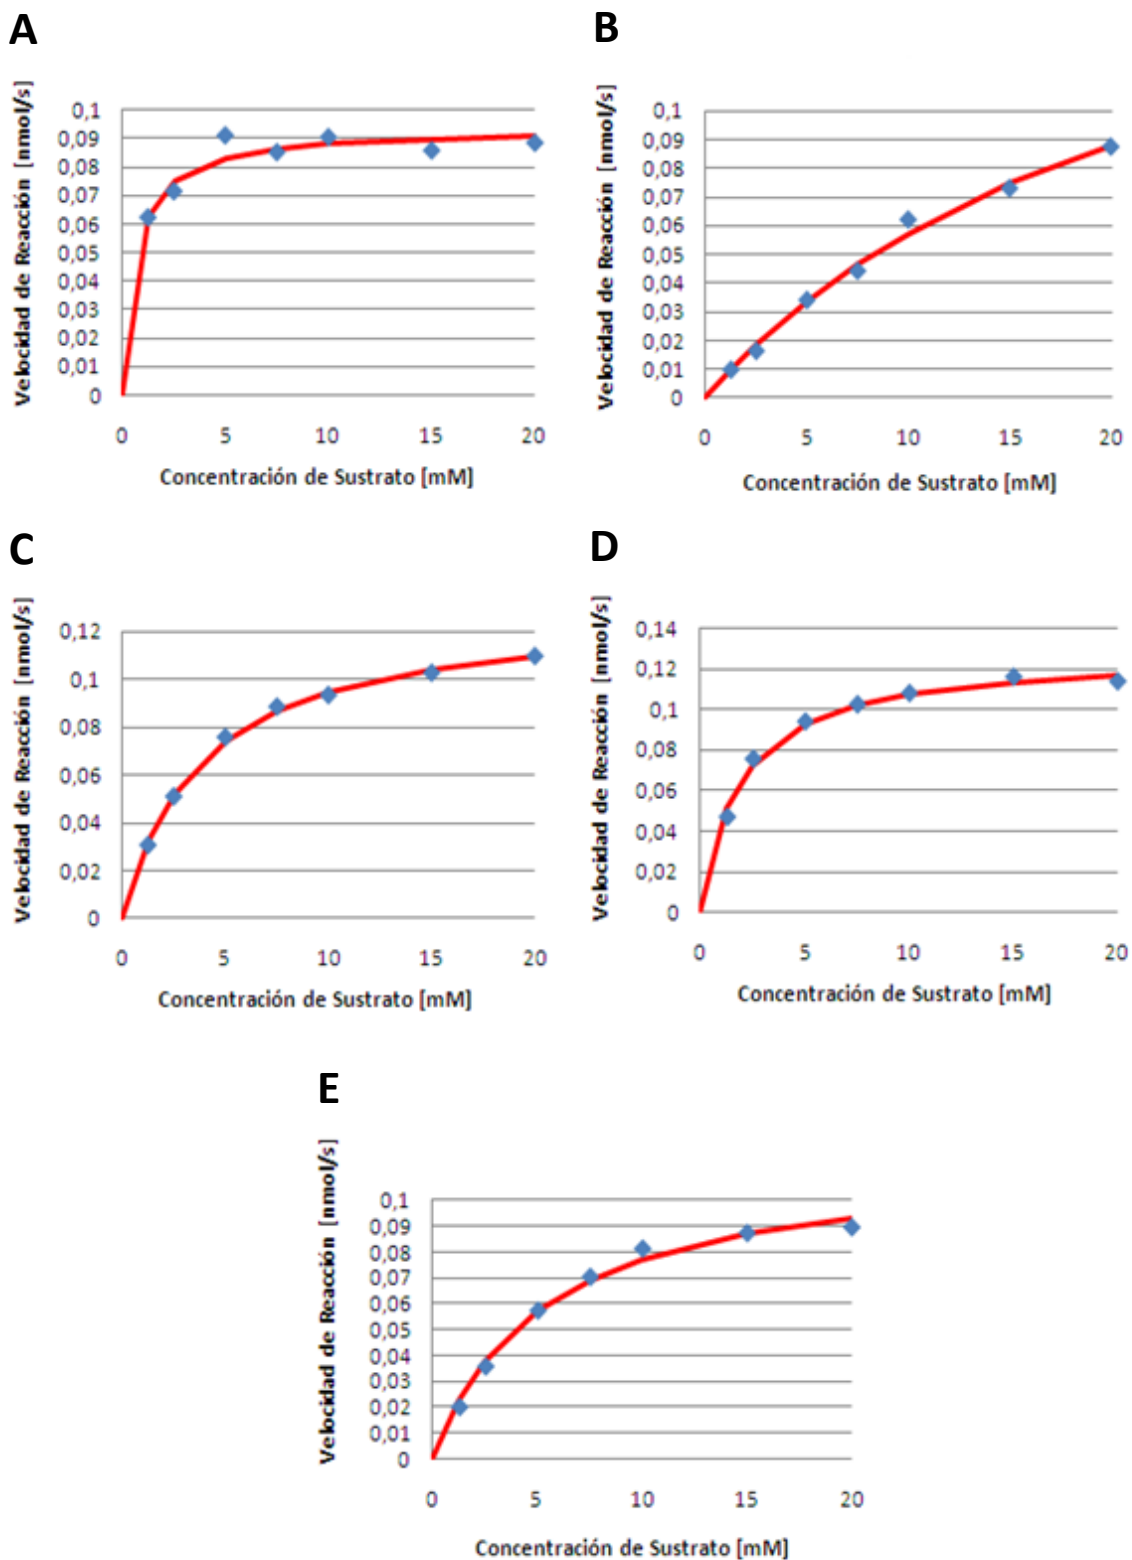 A
Velocidad de Reacción [nmol/s]
0,1
0,09
0,08
0,07
0,06
0,05
0,04
0,03
0,02
0,01
0
0 5 10 15 20
Concentración de Sustrato [mM]
B
Velocidad de Reacción [nmol/s]
0,1
0,09
0,08
0,07
0,06
0,05
0,04
0,03
0,02
0,01
0
0 5 10 15 20
Concentración de Sustrato [mM]
C
Velocidad de Reacción [nmol/s]
0,12
0,1
0,08
0,06
0,04
0,02
0
0 5 10 15 20
Concentración de Sustrato [mM]
D
Velocidad de Reacción [nmol/s]
0,14
0,12
0,1
0,08
0,06
0,04
0,02
0
0 5 10 15 20
Concentración de Sustrato [mM]
E
Velocidad de Reacción [nmol/s]
0,1
0,09
0,08
0,07
0,06
0,05
0,04
0,03
0,02
0,01
0
0 5 10 15 20
Concentración de Sustrato [mM]